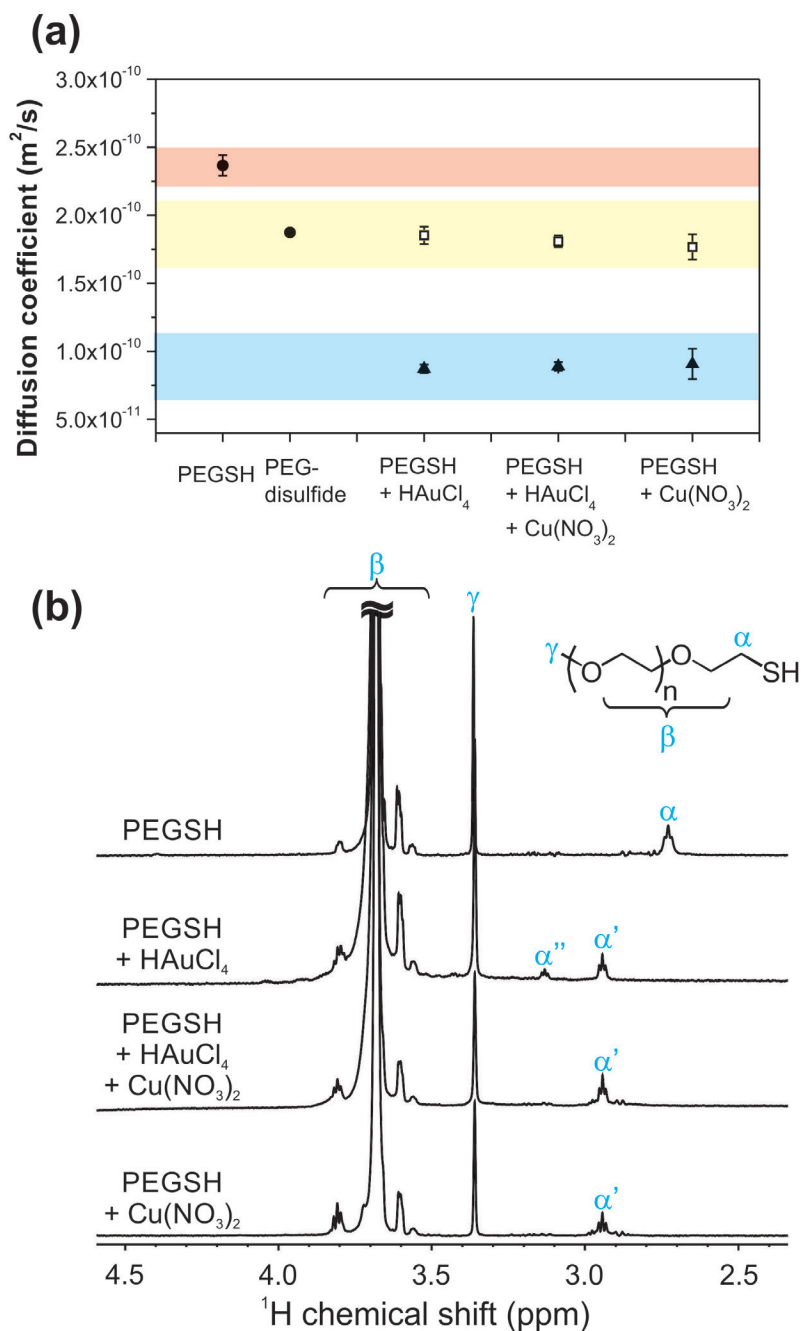 (a)
Diffusion coefficient (m²/s)
3.0x10⁻¹⁰
2.5x10⁻¹⁰
2.0x10⁻¹⁰
1.5x10⁻¹⁰
1.0x10⁻¹⁰
5.0x10⁻¹¹
PEGSH
PEG-
disulfide
PEGSH
+ HAuCl₄
PEGSH
+ HAuCl₄
+ Cu(NO₃)₂
PEGSH
+ Cu(NO₃)₂
(b)
β
γ
γ
O
n
O
α
SH
β
PEGSH
α
PEGSH
+ HAuCl₄
α''
α'
PEGSH
+ HAuCl₄
+ Cu(NO₃)₂
α'
PEGSH
+ Cu(NO₃)₂
α'
4.5 4.0 3.5 3.0 2.5
¹H chemical shift (ppm)